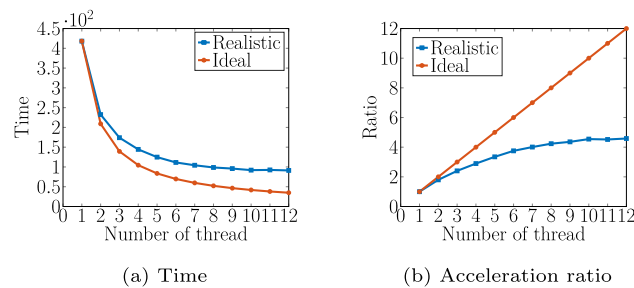 ·10²
4.5
4
3.5
3
2.5
2
1.5
1
0.5
0
Time
Realistic
Ideal
0 1 2 3 4 5 6 7 8 9 10 11 12
Number of thread
(a) Time
12
10
8
6
4
2
0
Ratio
Realistic
Ideal
0 1 2 3 4 5 6 7 8 9 10 11 12
Number of thread
(b) Acceleration ratio